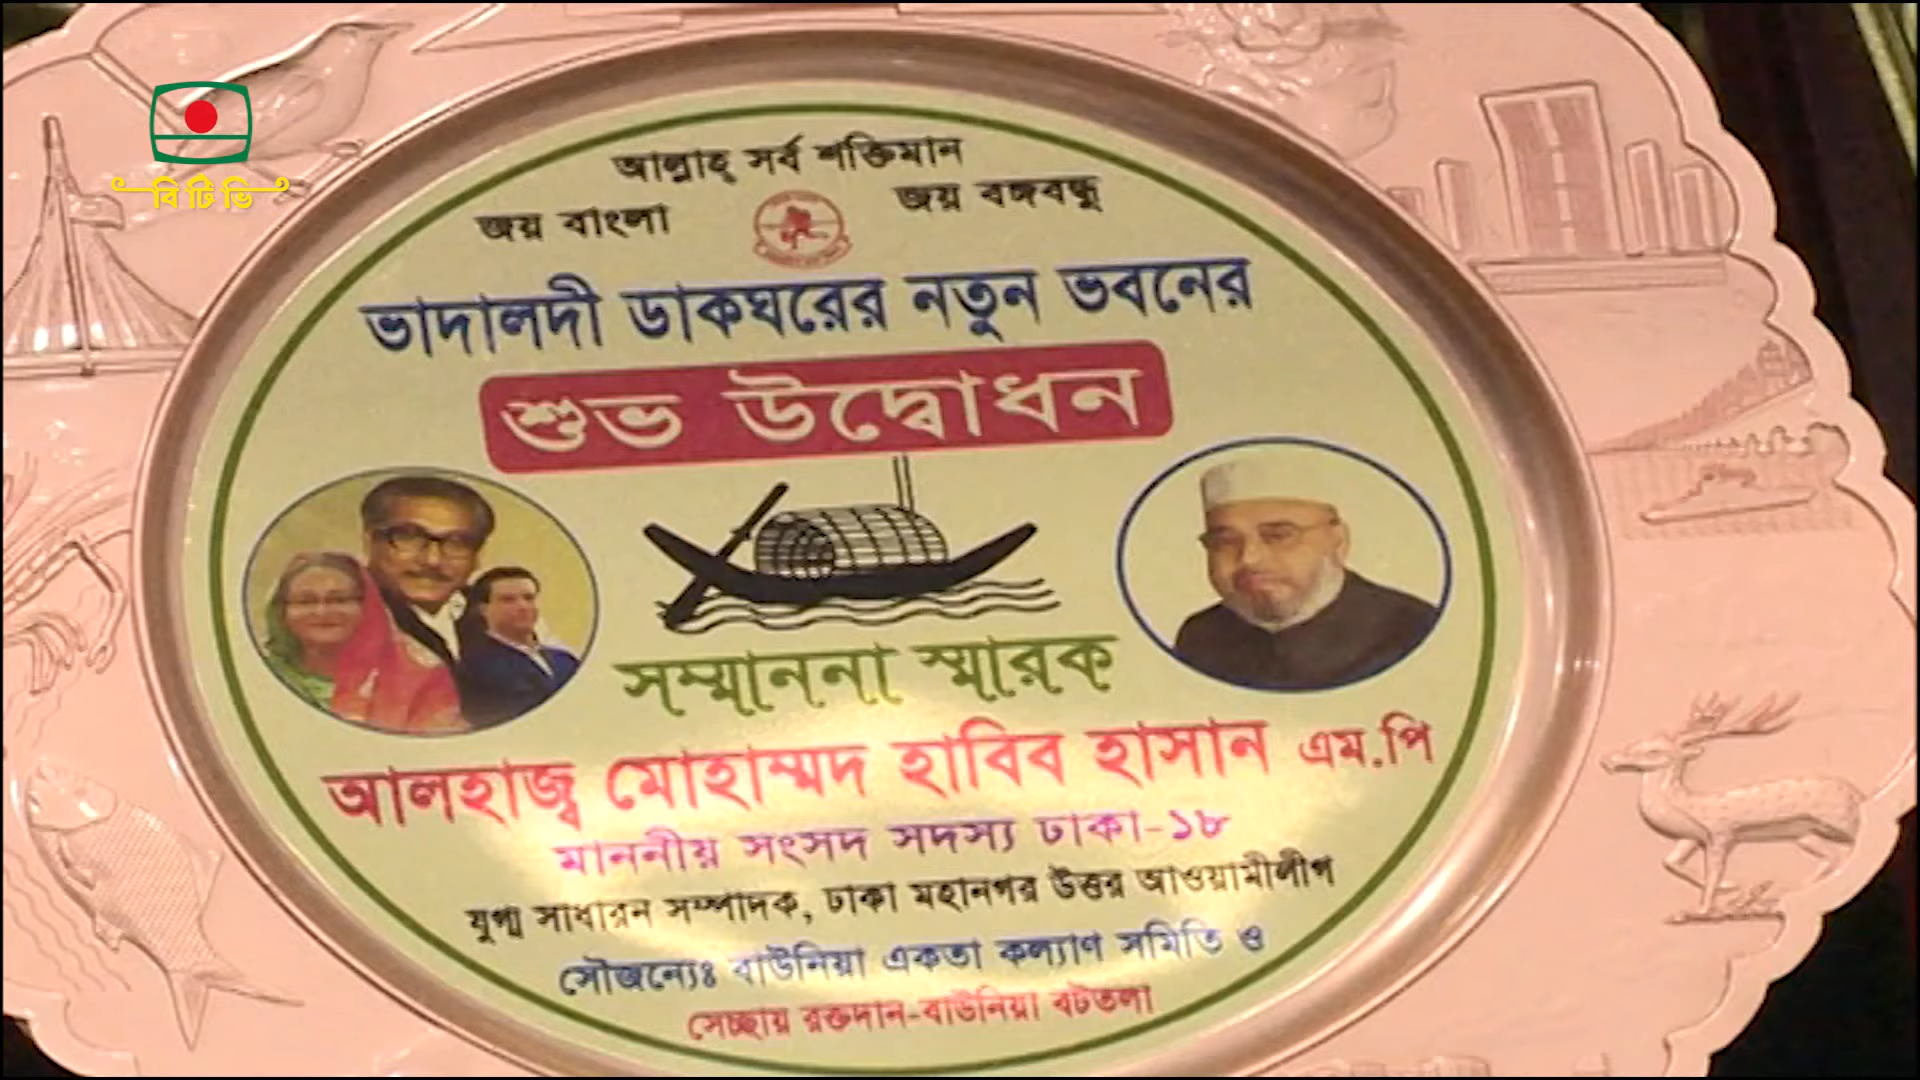 বি টি ভি
আল্লাহ্ সর্ব শক্তিমান
জয় বাংলা
জয় বঙ্গবন্ধু
ভাদালদী ডাকঘরের নতুন ভবনের
শুভ উদ্বোধন
সম্মাননা স্মারক
আলহাজ্ব মোহাম্মদ হাবিব হাসান এম.পি
মাননীয় সংসদ সদস্য ঢাকা-১৮
যুগ্ম সাধারন সম্পাদক, ঢাকা মহানগর উত্তর আওয়ামীলীগ
সৌজন্যেঃ বাউনিয়া একতা কল্যাণ সমিতি ও
সেচ্ছায় রক্তদান-বাউনিয়া বটতলা